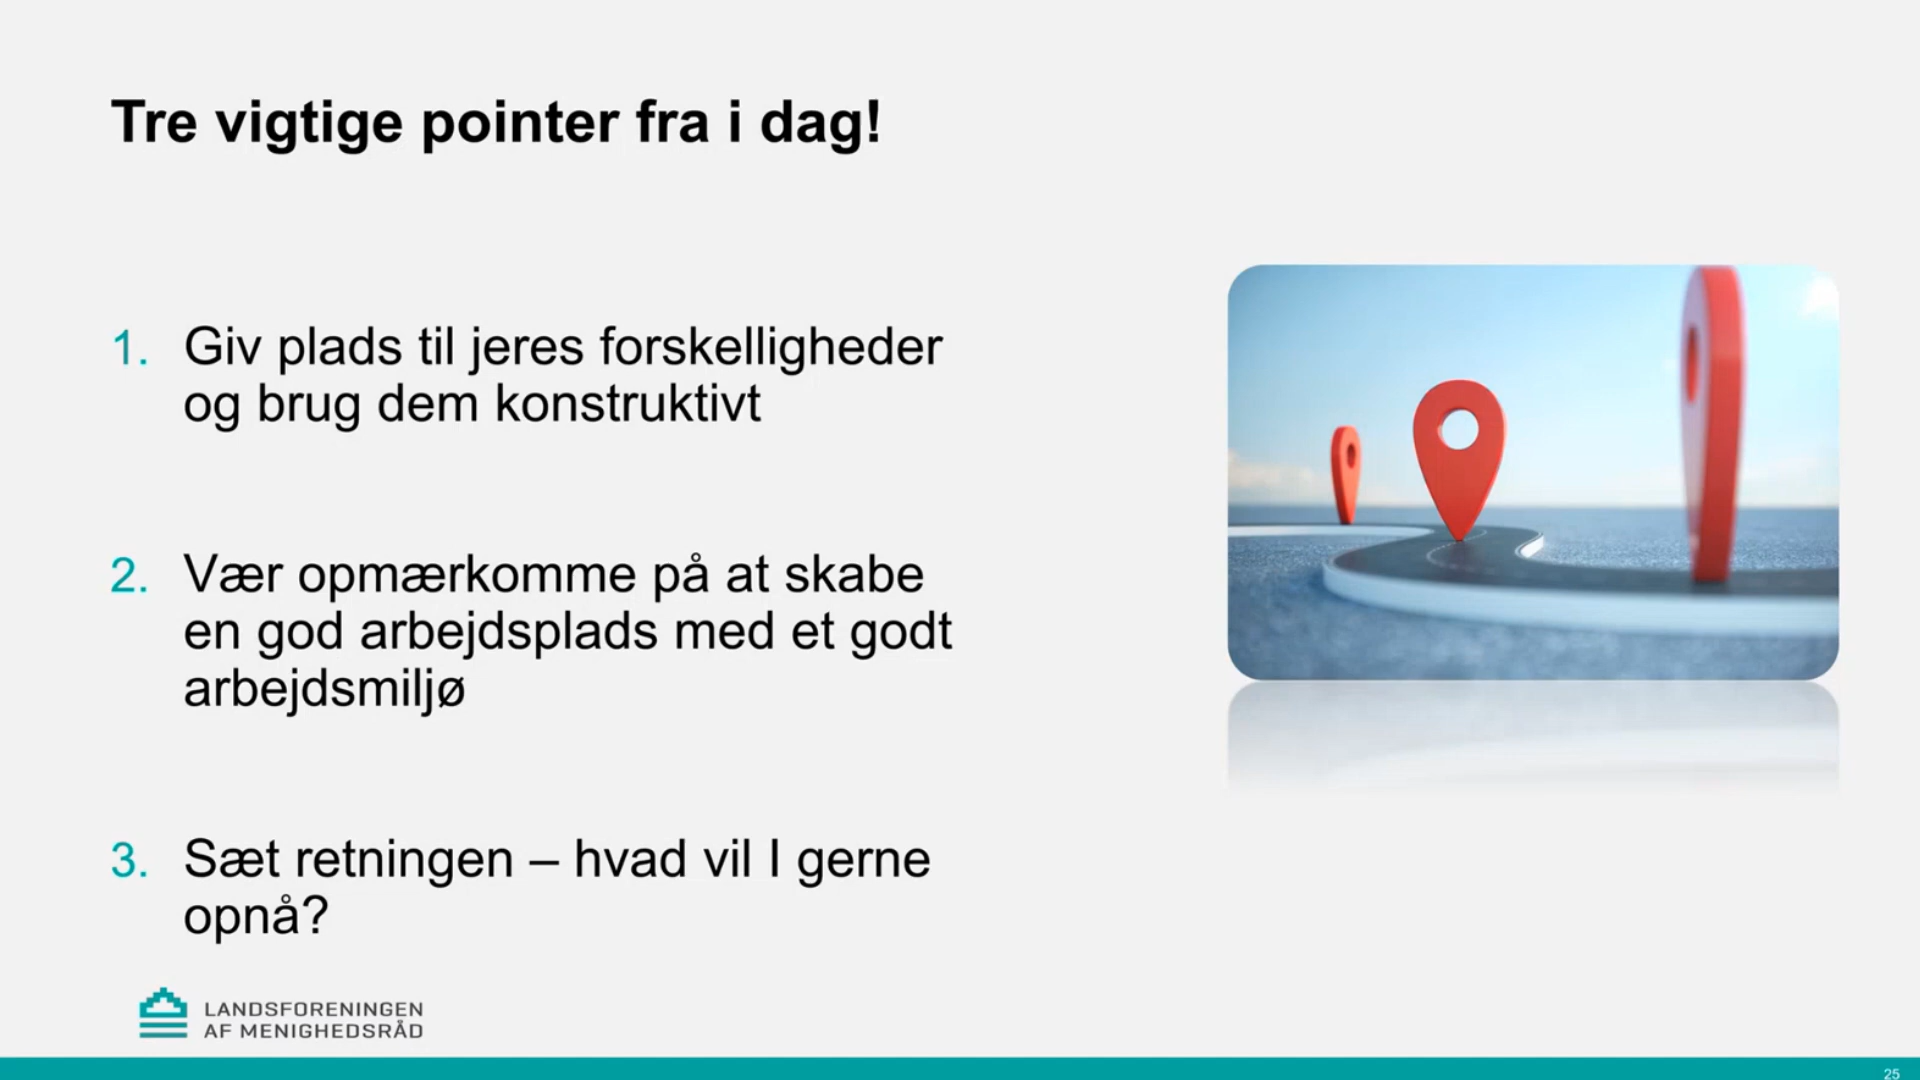 Tre vigtige pointer fra i dag!
1. Giv plads til jeres forskelligheder
og brug dem konstruktivt
2. Vær opmærkomme på at skabe
en god arbejdsplads med et godt
arbejdsmiljø
3. Sæt retningen – hvad vil I gerne
opnå?
LANDSFORENINGEN
AF MENIGHEDSRÅD
25